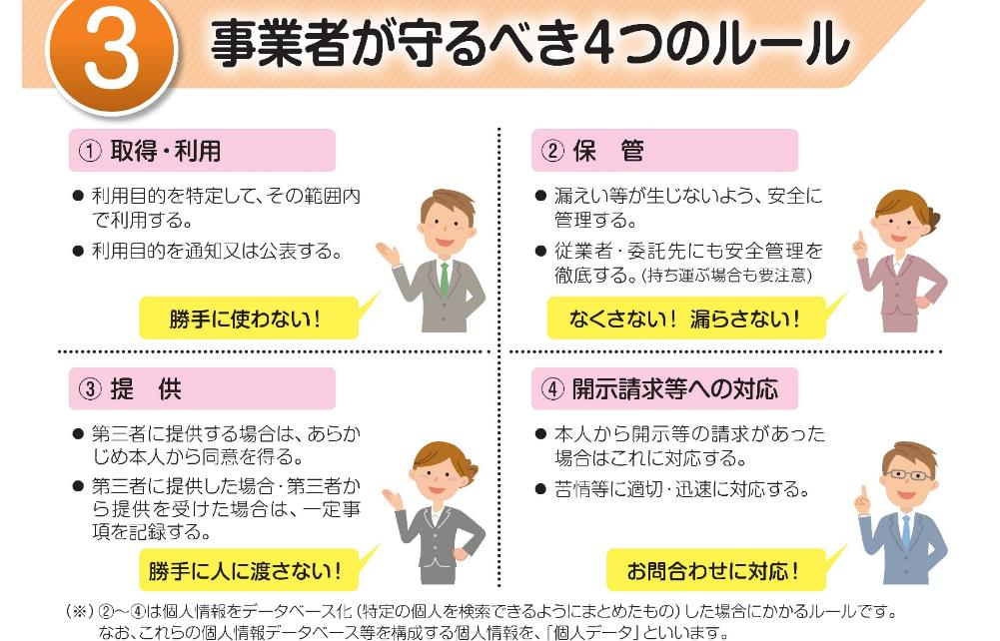 3
事業者が守るべき4つのルール
① 取得・利用
● 利用目的を特定して、その範囲内
で利用する。
● 利用目的を通知又は公表する。
勝手に使わない!
② 保 管
● 漏えい等が生じないよう、安全に
管理する。
● 従業者・委託先にも安全管理を
徹底する。(持ち運ぶ場合も要注意)
なくさない! 漏らさない!
③ 提 供
● 第三者に提供する場合は、あらか
じめ本人から同意を得る。
● 第三者に提供した場合・第三者か
ら提供を受けた場合は、一定事
項を記録する。
勝手に人に渡さない!
④ 開示請求等への対応
● 本人から開示等の請求があった
場合はこれに対応する。
● 苦情等に適切・迅速に対応する。
お問合わせに対応!
(※)②~④は個人情報をデータベース化(特定の個人を検索できるようにまとめたもの)した場合にかかるルールです。
なお、これらの個人情報データベース等を構成する個人情報を、「個人データ」といいます。